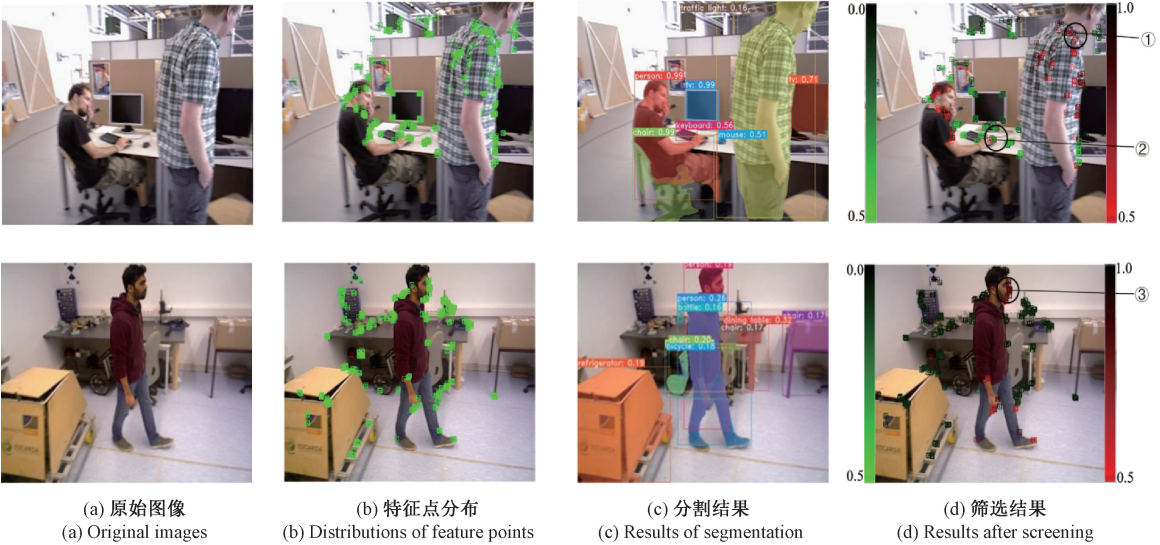 traffic light: 0.16
person: 0.99
tv: 0.99
tv: 0.71
keyboard: 0.56
chair: 0.99
mouse: 0.51
0.0
1.0
①
②
0.5
0.5
person: 0.26
bottle: 0.16
chair: 0.17
dining table: 0.32
chair: 0.17
chair: 0.20
bicycle: 0.18
refrigerator: 0.19
0.0
1.0
③
0.5
0.5
(a) 原始图像
(b) 特征点分布
(c) 分割结果
(d) 筛选结果
(a) Original images
(b) Distributions of feature points
(c) Results of segmentation
(d) Results after screening